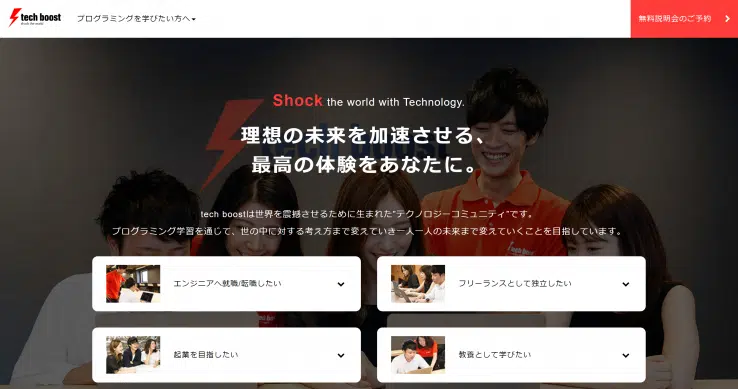 tech boost
shock the world
プログラミングを学びたい方へ
無料説明会のご予約
Shock the world with Technology.
理想の未来を加速させる、
最高の体験をあなたに。
tech boostは世界を震撼させるために生まれた"テクノロジーコミュニティ"です。
プログラミング学習を通じて、世の中に対する考え方まで変えていき一人一人の未来まで変えていくことを目指しています。
エンジニアへ就職/転職したい
フリーランスとして独立したい
起業を目指したい
教養として学びたい